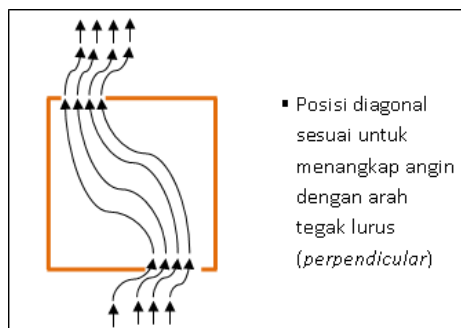 ▪ Posisi diagonal
sesuai untuk
menangkap angin
dengan arah
tegak lurus
(perpendicular)